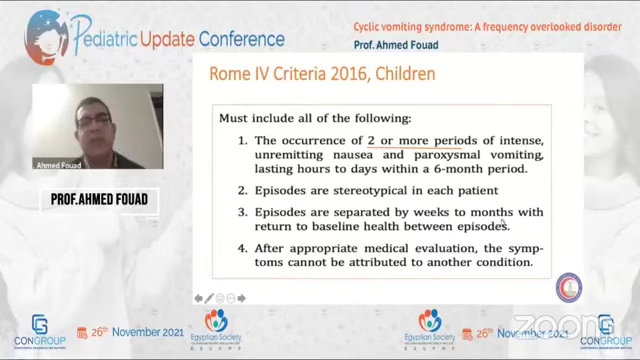 Pediatric Update Conference
Cyclic vomiting syndrome: A frequency overlooked disorder
Prof. Ahmed Fouad
Rome IV Criteria 2016, Children
Must include all of the following:
1. The occurrence of 2 or more periods of intense,
unremitting nausea and paroxysmal vomiting,
lasting hours to days within a 6-month period.
2. Episodes are stereotypical in each patient
3. Episodes are separated by weeks to months with
return to baseline health between episodes.
4. After appropriate medical evaluation, the symp-
toms cannot be attributed to another condition.
Ahmed Fouad
PROF.AHMED FOUAD
CONGROUP
26th November 2021
Egyptian Society
CONGROUP
Egyptian Society
26th November 2021
CONGROUP
zoom